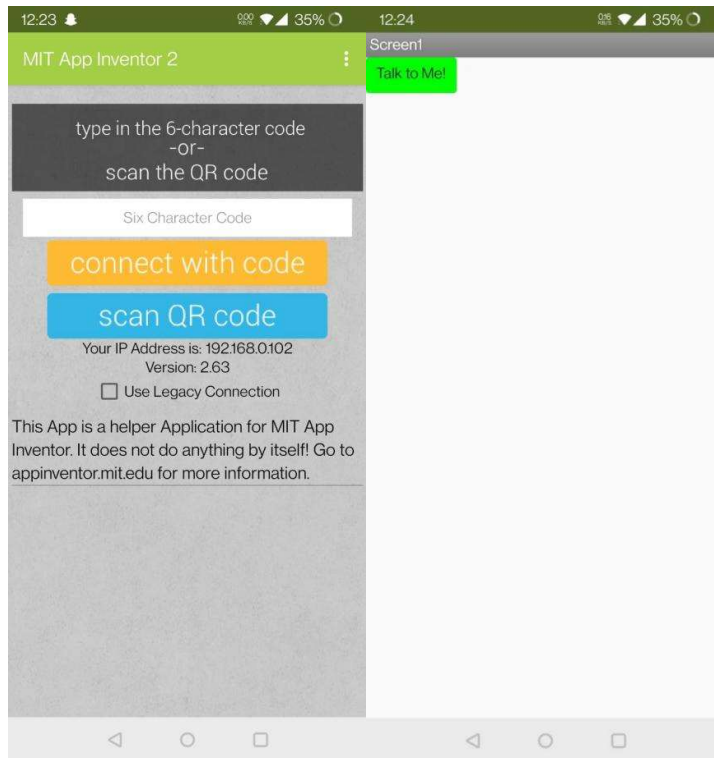 12:23
0.00 KB/S 35%
MIT App Inventor 2
type in the 6-character code
-or-
scan the QR code
Six Character Code
connect with code
scan QR code
Your IP Address is: 192.168.0.102
Version: 2.63
Use Legacy Connection
This App is a helper Application for MIT App
Inventor. It does not do anything by itself! Go to
appinventor.mit.edu for more information.
12:24
35%
Screen1
Talk to Me!